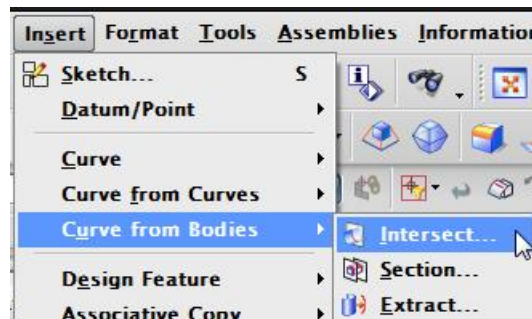 Insert Format Tools Assemblies Information
Sketch... S
Datum/Point
Curve
Curve from Curves
Curve from Bodies
Intersect...
Design Feature
Section...
Associative Copy
Extract...